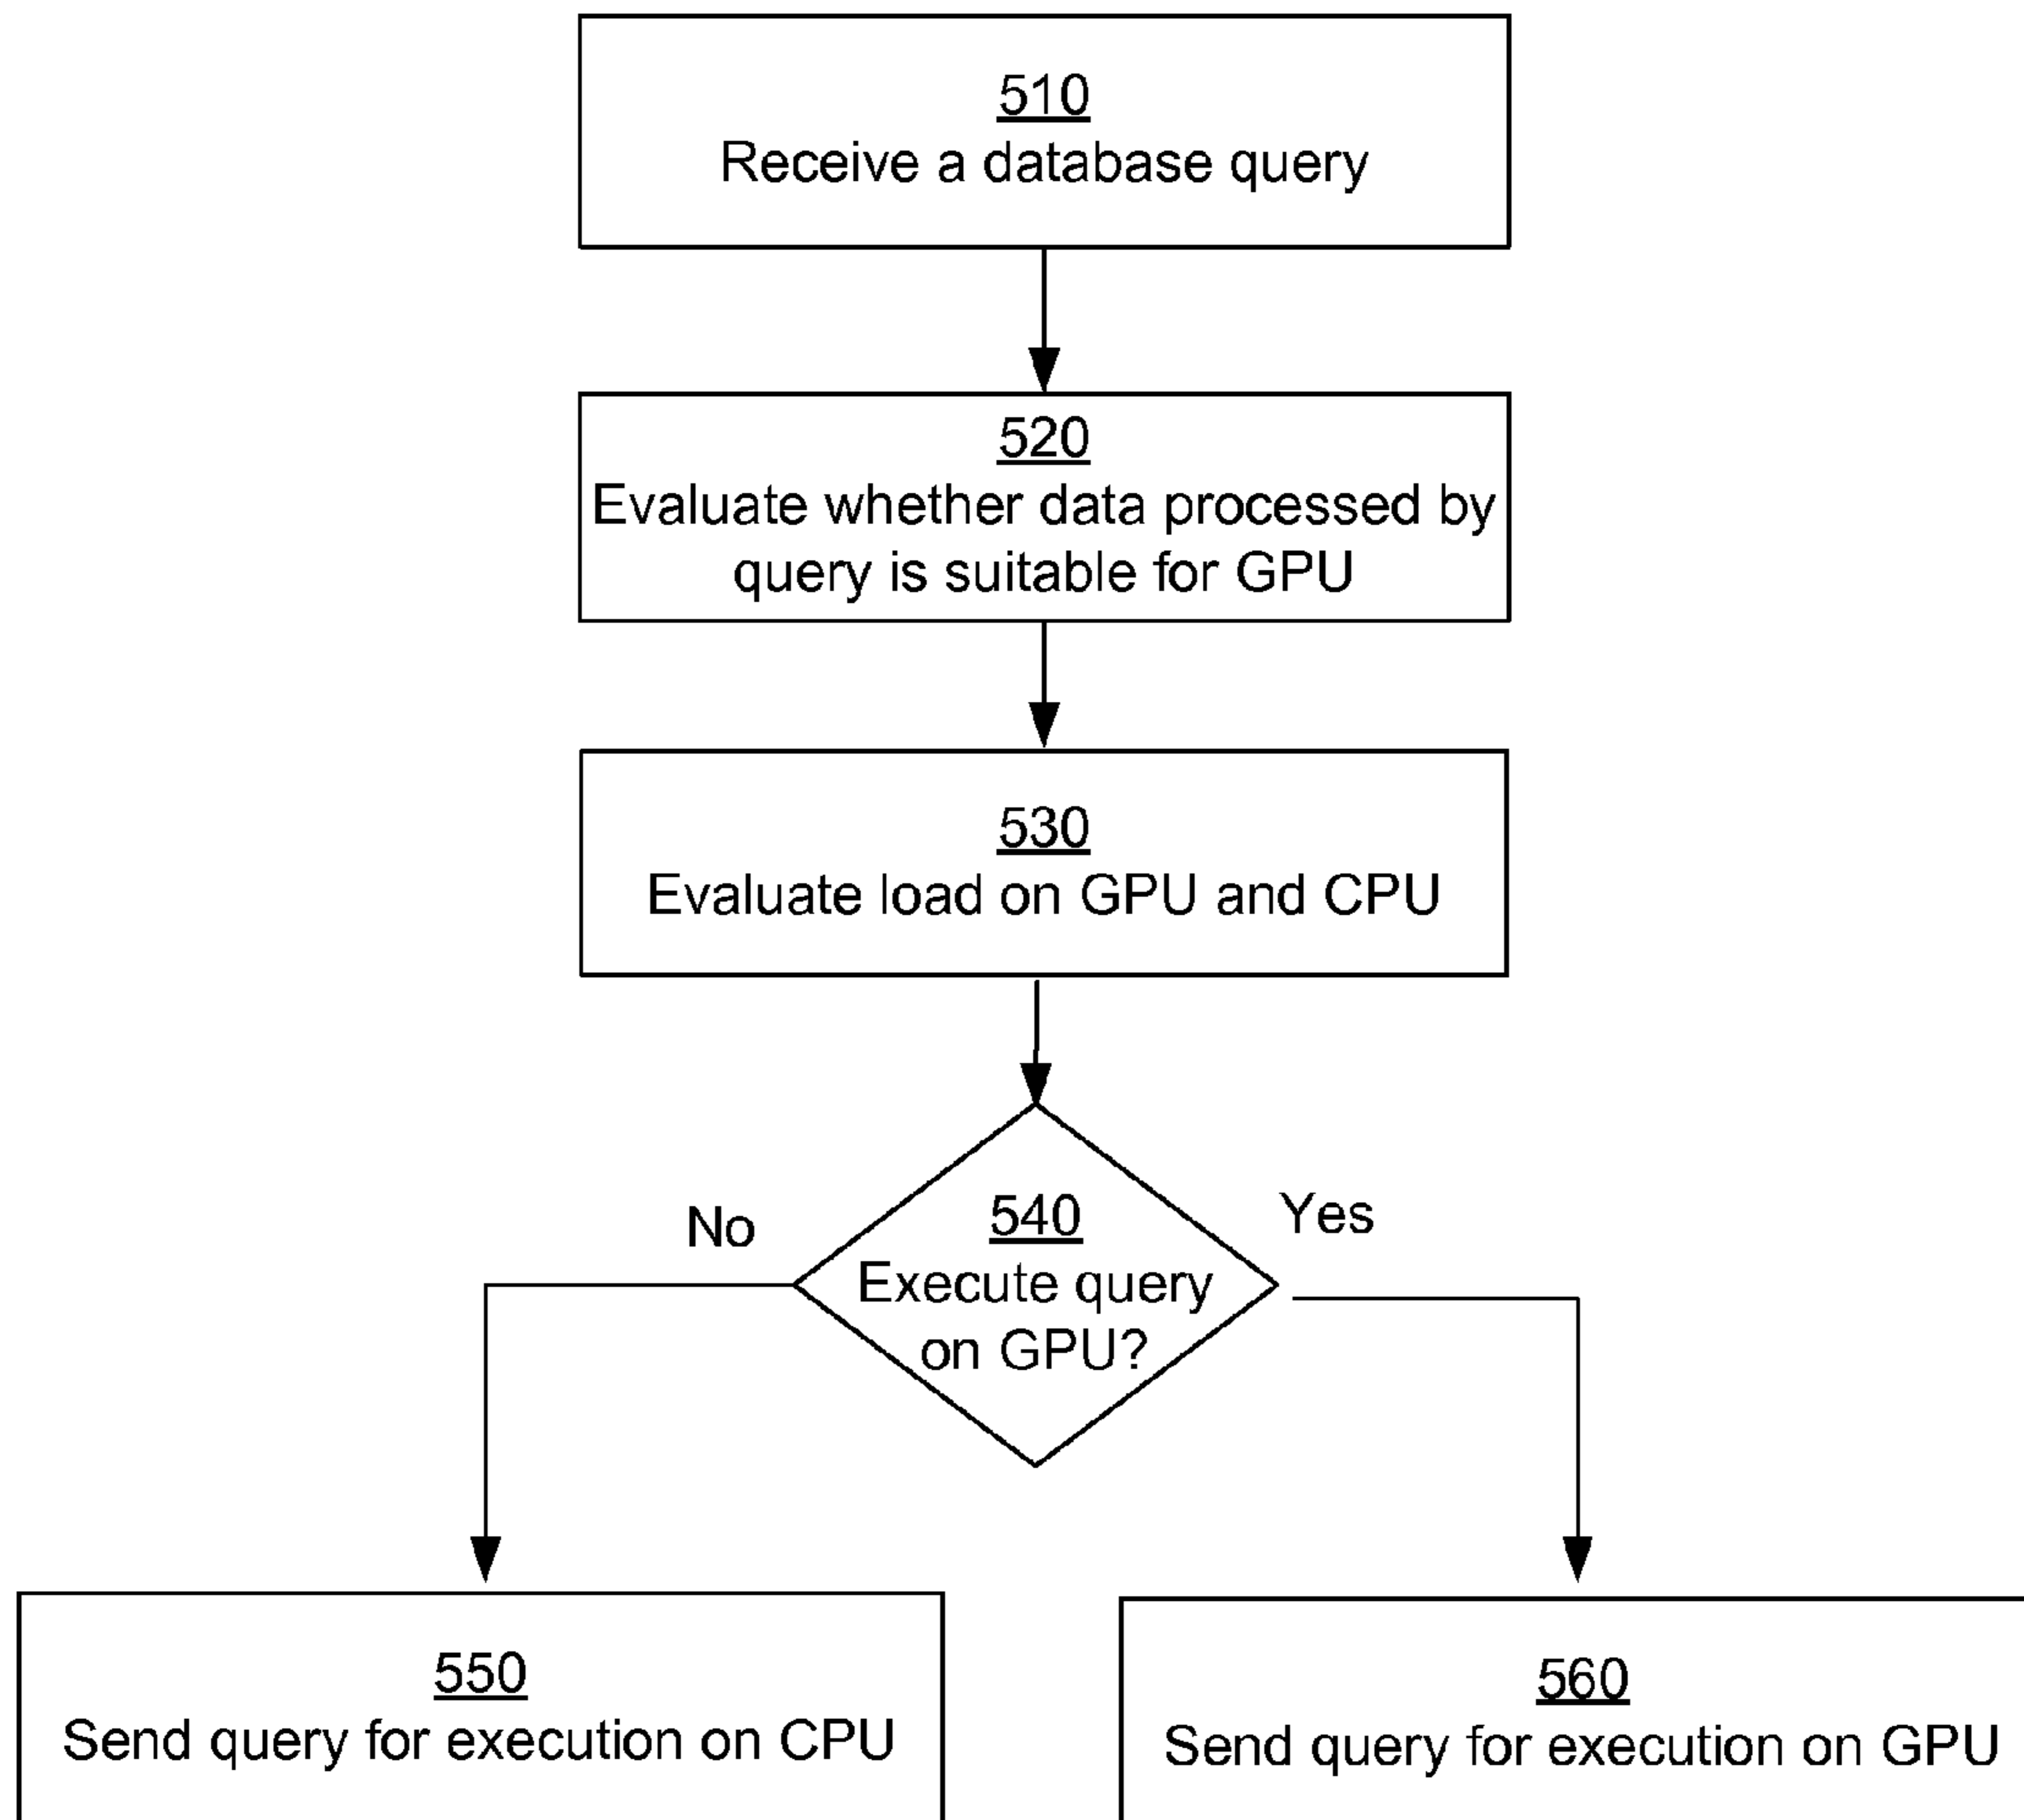 510
Receive a database query
520
Evaluate whether data processed by
query is suitable for GPU
530
Evaluate load on GPU and CPU
540
Execute query
on GPU?
No
Yes
550
Send query for execution on CPU
560
Send query for execution on GPU